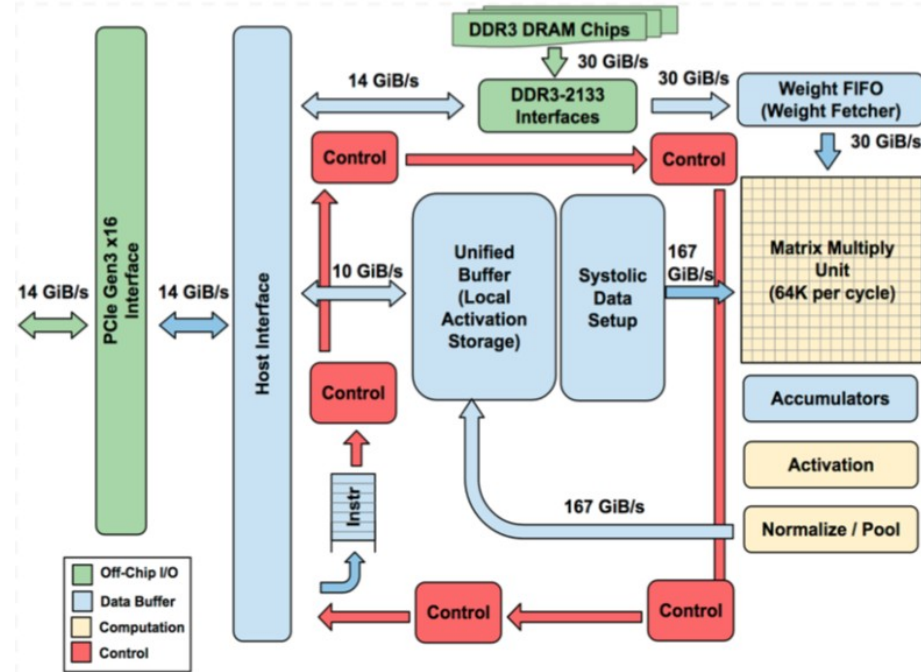 DDR3 DRAM Chips
30 GiB/s
14 GiB/s
30 GiB/s
DDR3-2133
Interfaces
Weight FIFO
(Weight Fetcher)
30 GiB/s
Control
Control
PCIe Gen3 x16
Interface
Host Interface
14 GiB/s
14 GiB/s
10 GiB/s
Unified
Buffer
(Local
Activation
Storage)
Systolic
Data
Setup
167
GiB/s
Matrix Multiply
Unit
(64K per cycle)
Control
Accumulators
Activation
Instr
167 GiB/s
Normalize / Pool
Control
Control
Off-Chip I/O
Data Buffer
Computation
Control